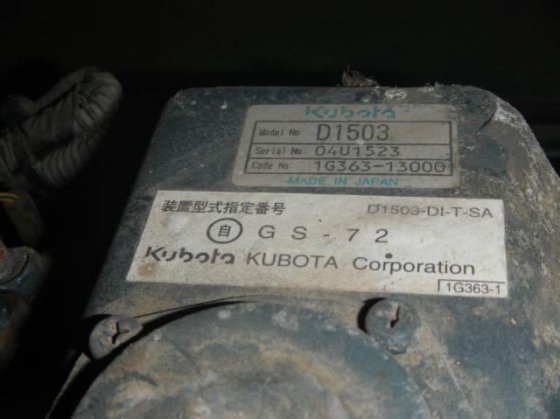 Kubota
Model No D1503
Serial No 04U1523
Code No 1G363-13000
MADE IN JAPAN
装置型式指定番号 D1503-DI-T-SA
自 GS-72
Kubota KUBOTA Corporation
1G363-1